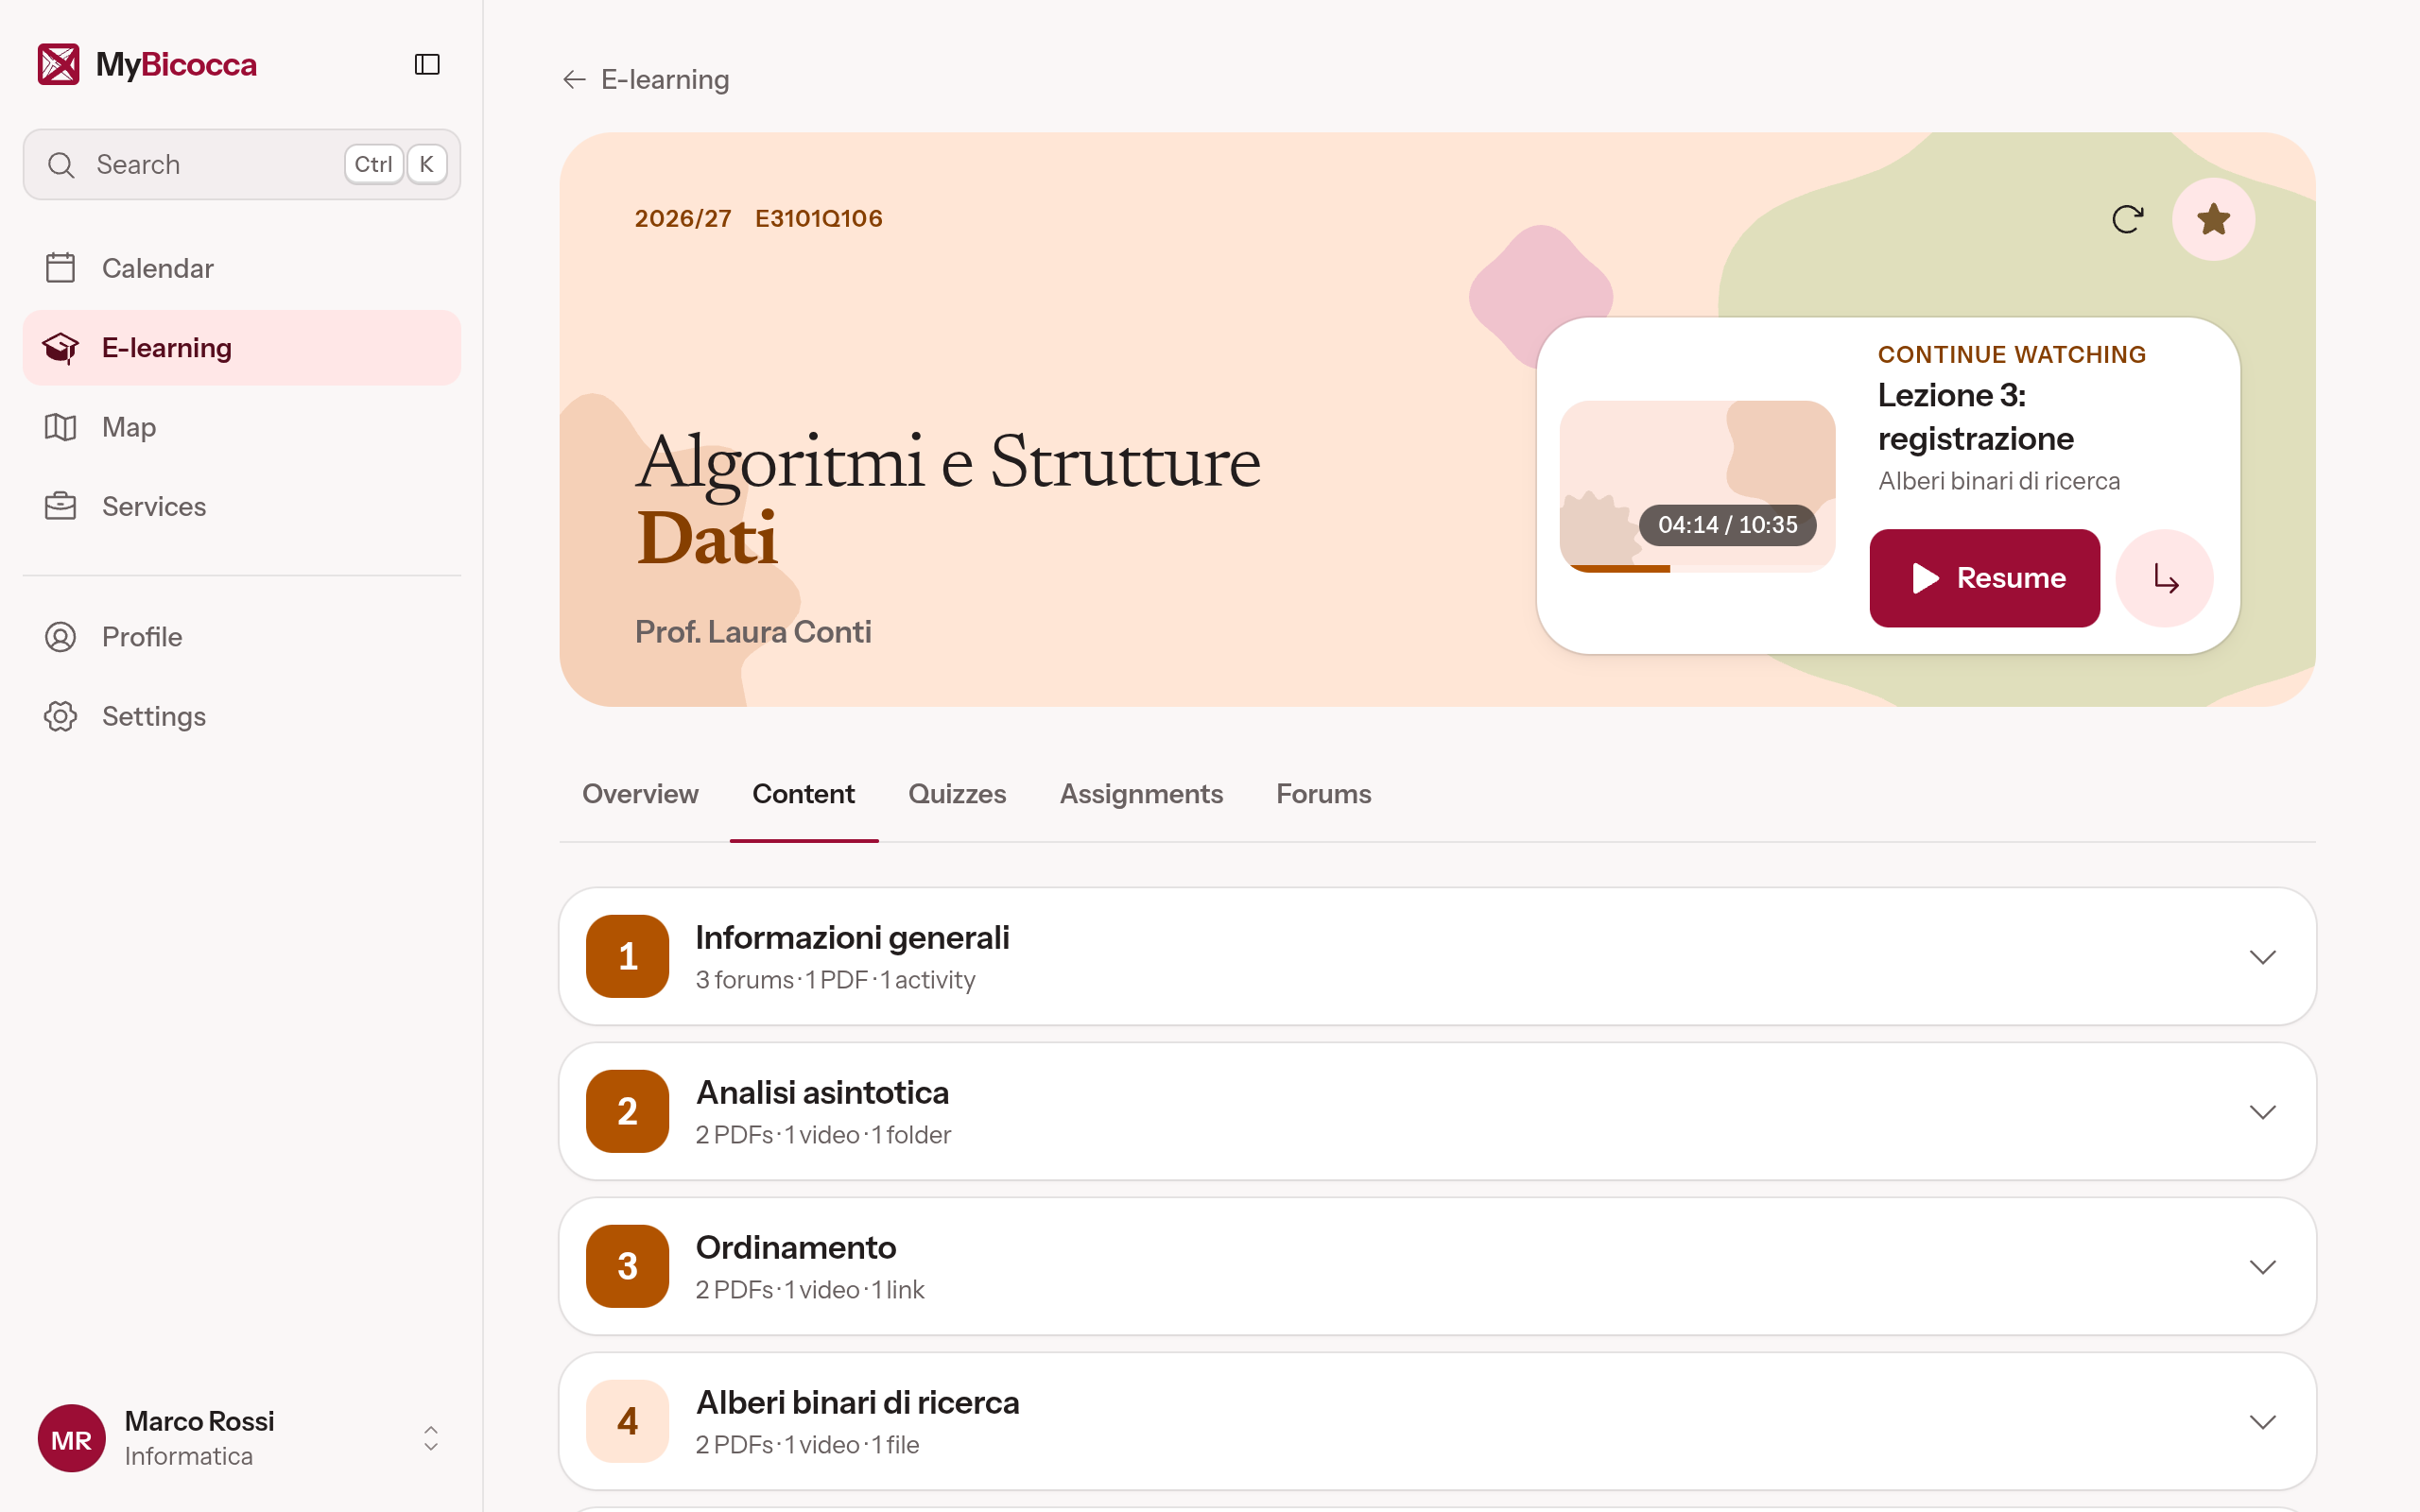 MyBicocca
Search Ctrl K
Calendar
E-learning
Map
Services
Profile
Settings
MR
Marco Rossi
Informatica
E-learning
2026/27 E3101Q106
Algoritmi e Strutture
Dati
Prof. Laura Conti
CONTINUE WATCHING
Lezione 3:
registrazione
Alberi binari di ricerca
04:14 / 10:35
Resume
Overview Content Quizzes Assignments Forums
1
Informazioni generali
3 forums · 1 PDF · 1 activity
2
Analisi asintotica
2 PDFs · 1 video · 1 folder
3
Ordinamento
2 PDFs · 1 video · 1 link
4
Alberi binari di ricerca
2 PDFs · 1 video · 1 file